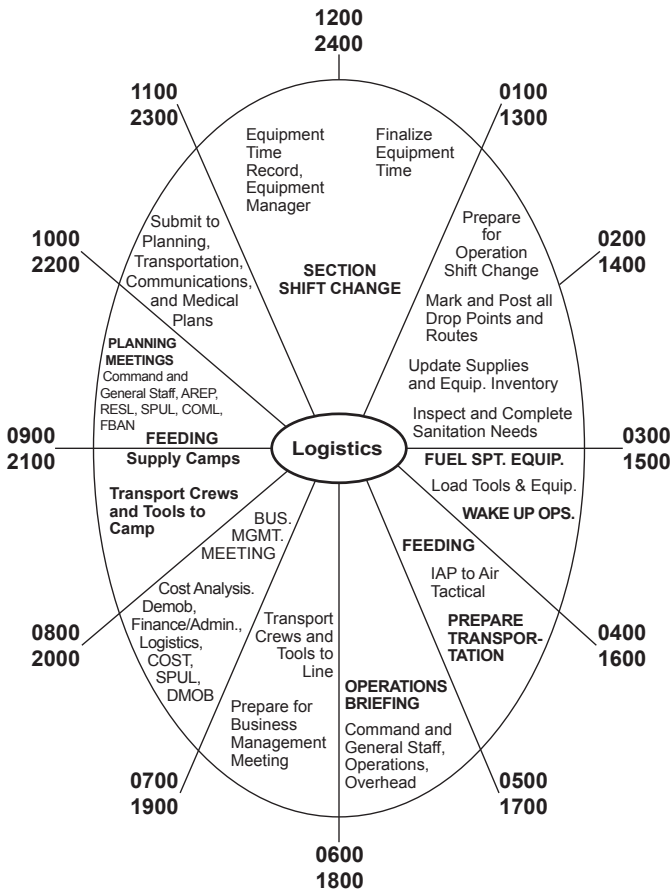 1200
2400
0100
1300
0200
1400
0300
1500
0400
1600
0500
1700
0600
1800
0700
1900
0800
2000
0900
2100
1000
2200
1100
2300
Equipment
Time
Record,
Equipment
Manager
Finalize
Equipment
Time
SECTION
SHIFT CHANGE
Prepare
for
Operation
Shift Change
Mark and Post all
Drop Points and
Routes
Update Supplies
and Equip. Inventory
Inspect and Complete
Sanitation Needs
FUEL SPT. EQUIP.
Load Tools & Equip.
WAKE UP OPS.
FEEDING
IAP to Air
Tactical
PREPARE
TRANSPOR-
TATION
OPERATIONS
BRIEFING
Command and
General Staff,
Operations,
Overhead
Transport
Crews and
Tools to
Line
Prepare for
Business
Management
Meeting
BUS.
MGMT.
MEETING
Cost Analysis.
Demob,
Finance/Admin.,
Logistics,
COST,
SPUL,
DMOB
Supply Camps
Transport Crews
and Tools to
Camp
PLANNING
MEETINGS
Command and
General Staff, AREP,
RESL, SPUL, COML,
FBAN
FEEDING
Submit to
Planning,
Transportation,
Communications,
and Medical
Plans
Logistics